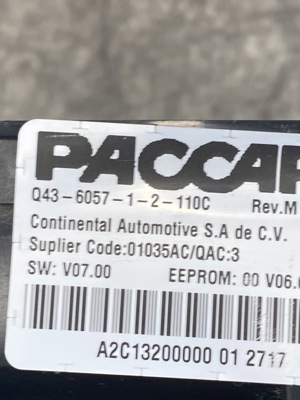 PACCAR
Q43-6057-1-2-110C Rev.M
Continental Automotive S.A de C.V.
Suplier Code:01035AC/QAC:3
SW: V07.00 EEPROM: 00 V06.0
A2C13200000 01 2717